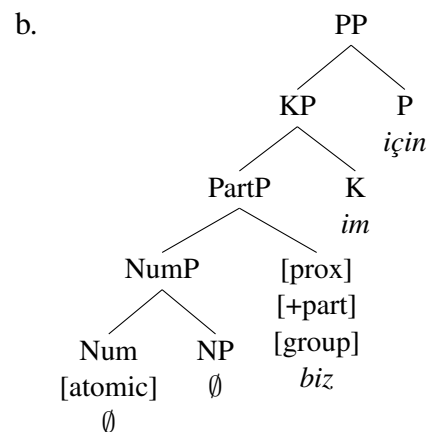 b.
PP
KP P
için
PartP K
im
NumP [prox]
[+part]
Num NP [group]
[atomic] ∅ biz
∅